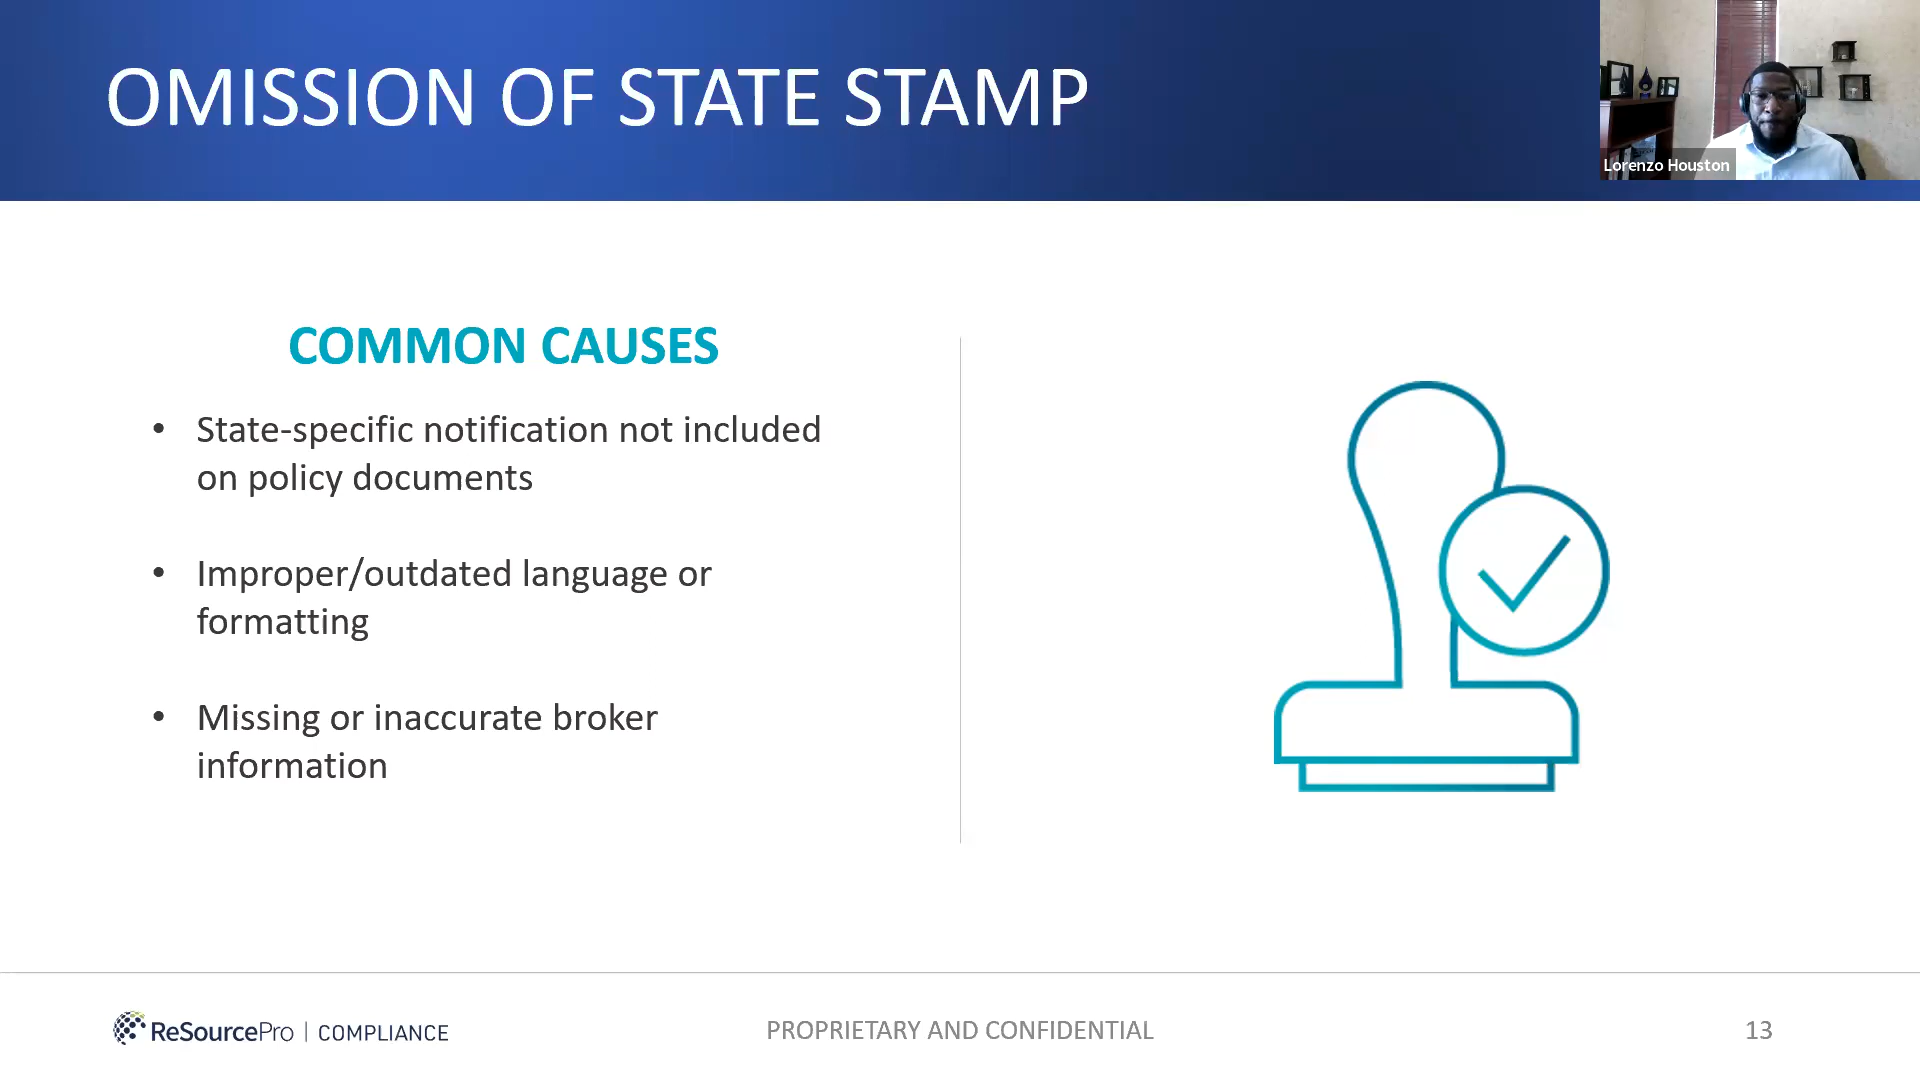 OMISSION OF STATE STAMP
Lorenzo Houston
COMMON CAUSES
• State-specific notification not included
on policy documents
• Improper/outdated language or
formatting
• Missing or inaccurate broker
information
ReSourcePro | COMPLIANCE
PROPRIETARY AND CONFIDENTIAL
13